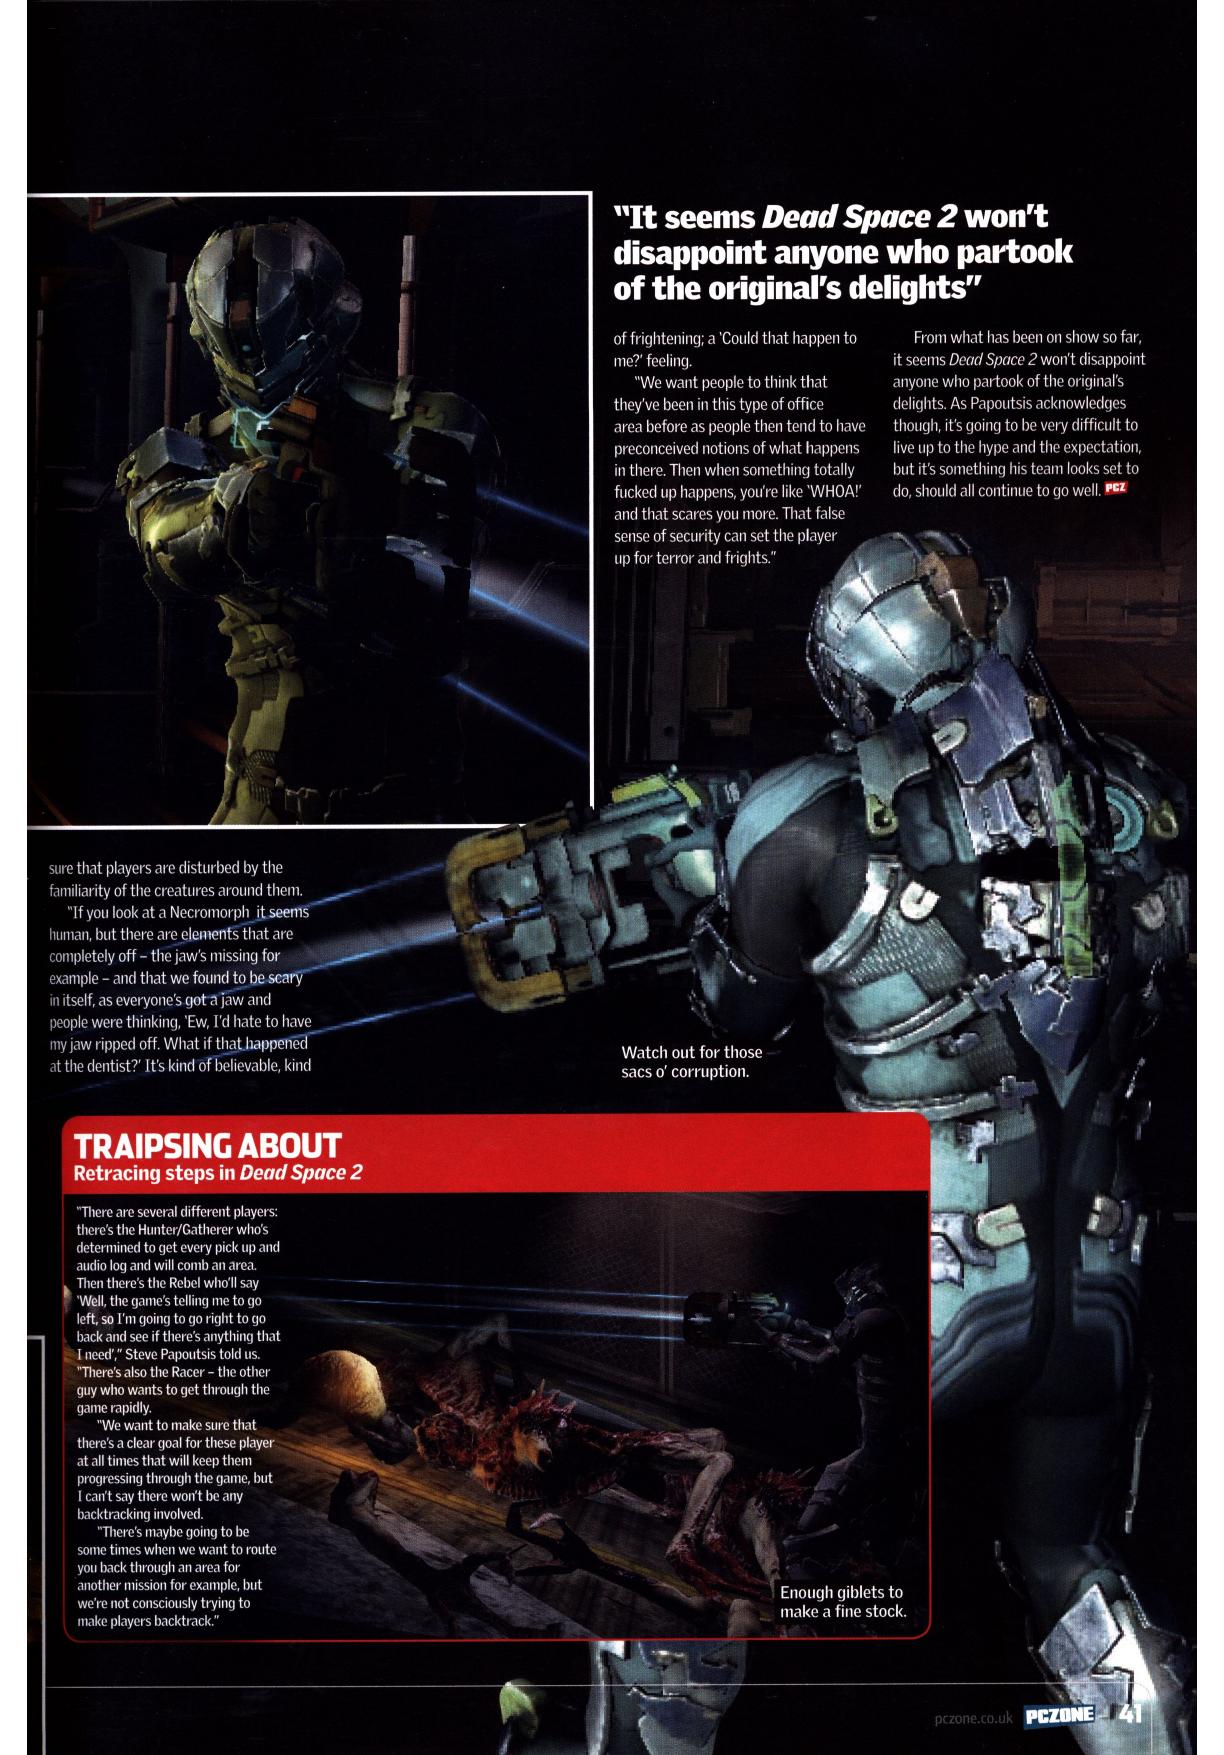 "It seems Dead Space 2 won't
disappoint anyone who partook
of the original's delights"
sure that players are disturbed by the
familiarity of the creatures around them.
"If you look at a Necromorph it seems
human, but there are elements that are
completely off – the jaw's missing for
example – and that we found to be scary
in itself, as everyone's got a jaw and
people were thinking, 'Ew, I'd hate to have
my jaw ripped off. What if that happened
at the dentist?' It's kind of believable, kind
of frightening; a 'Could that happen to
me?' feeling.
"We want people to think that
they've been in this type of office
area before as people then tend to have
preconceived notions of what happens
in there. Then when something totally
fucked up happens, you're like 'WHOA!'
and that scares you more. That false
sense of security can set the player
up for terror and frights."
From what has been on show so far,
it seems Dead Space 2 won't disappoint
anyone who partook of the original's
delights. As Papoutsis acknowledges
though, it's going to be very difficult to
live up to the hype and the expectation,
but it's something his team looks set to
do, should all continue to go well. PCZ
Watch out for those
sacs o' corruption.
TRAIPSING ABOUT
Retracing steps in Dead Space 2
"There are several different players:
there's the Hunter/Gatherer who's
determined to get every pick up and
audio log and will comb an area.
Then there's the Rebel who'll say
'Well, the game's telling me to go
left, so I'm going to go right to go
back and see if there's anything that
I need'," Steve Papoutsis told us.
"There's also the Racer – the other
guy who wants to get through the
game rapidly.
"We want to make sure that
there's a clear goal for these player
at all times that will keep them
progressing through the game, but
I can't say there won't be any
backtracking involved.
"There's maybe going to be
some times when we want to route
you back through an area for
another mission for example, but
we're not consciously trying to
make players backtrack."
Enough giblets to
make a fine stock.
pczone.co.uk PCZONE 41